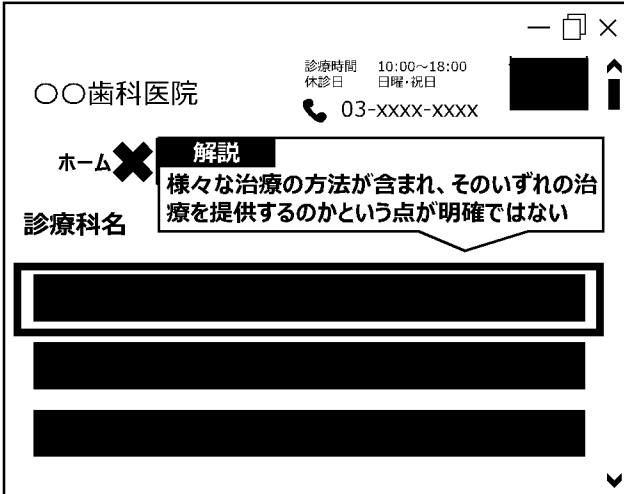 診療時間 10:00～18:00
休診日 日曜・祝日
〇〇歯科医院
03-xxxx-xxxx
ホーム
解説
様々な治療の方法が含まれ、そのいずれの治
療を提供するのかという点が明確ではない
診療科名